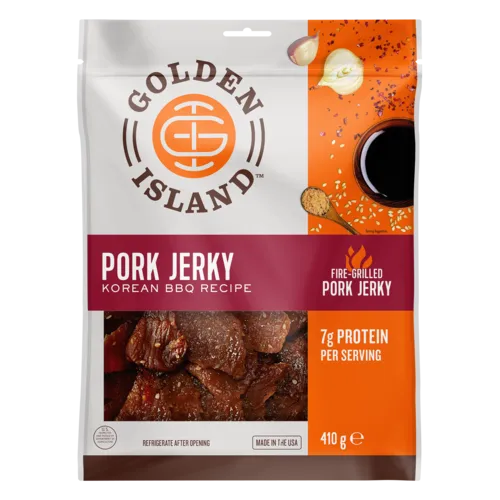 GOLDEN
ISLAND™
PORK JERKY
KOREAN BBQ RECIPE
FIRE-GRILLED
PORK JERKY
7g PROTEIN
PER SERVING
REFRIGERATE AFTER OPENING
MADE IN THE USA
410 g ℮